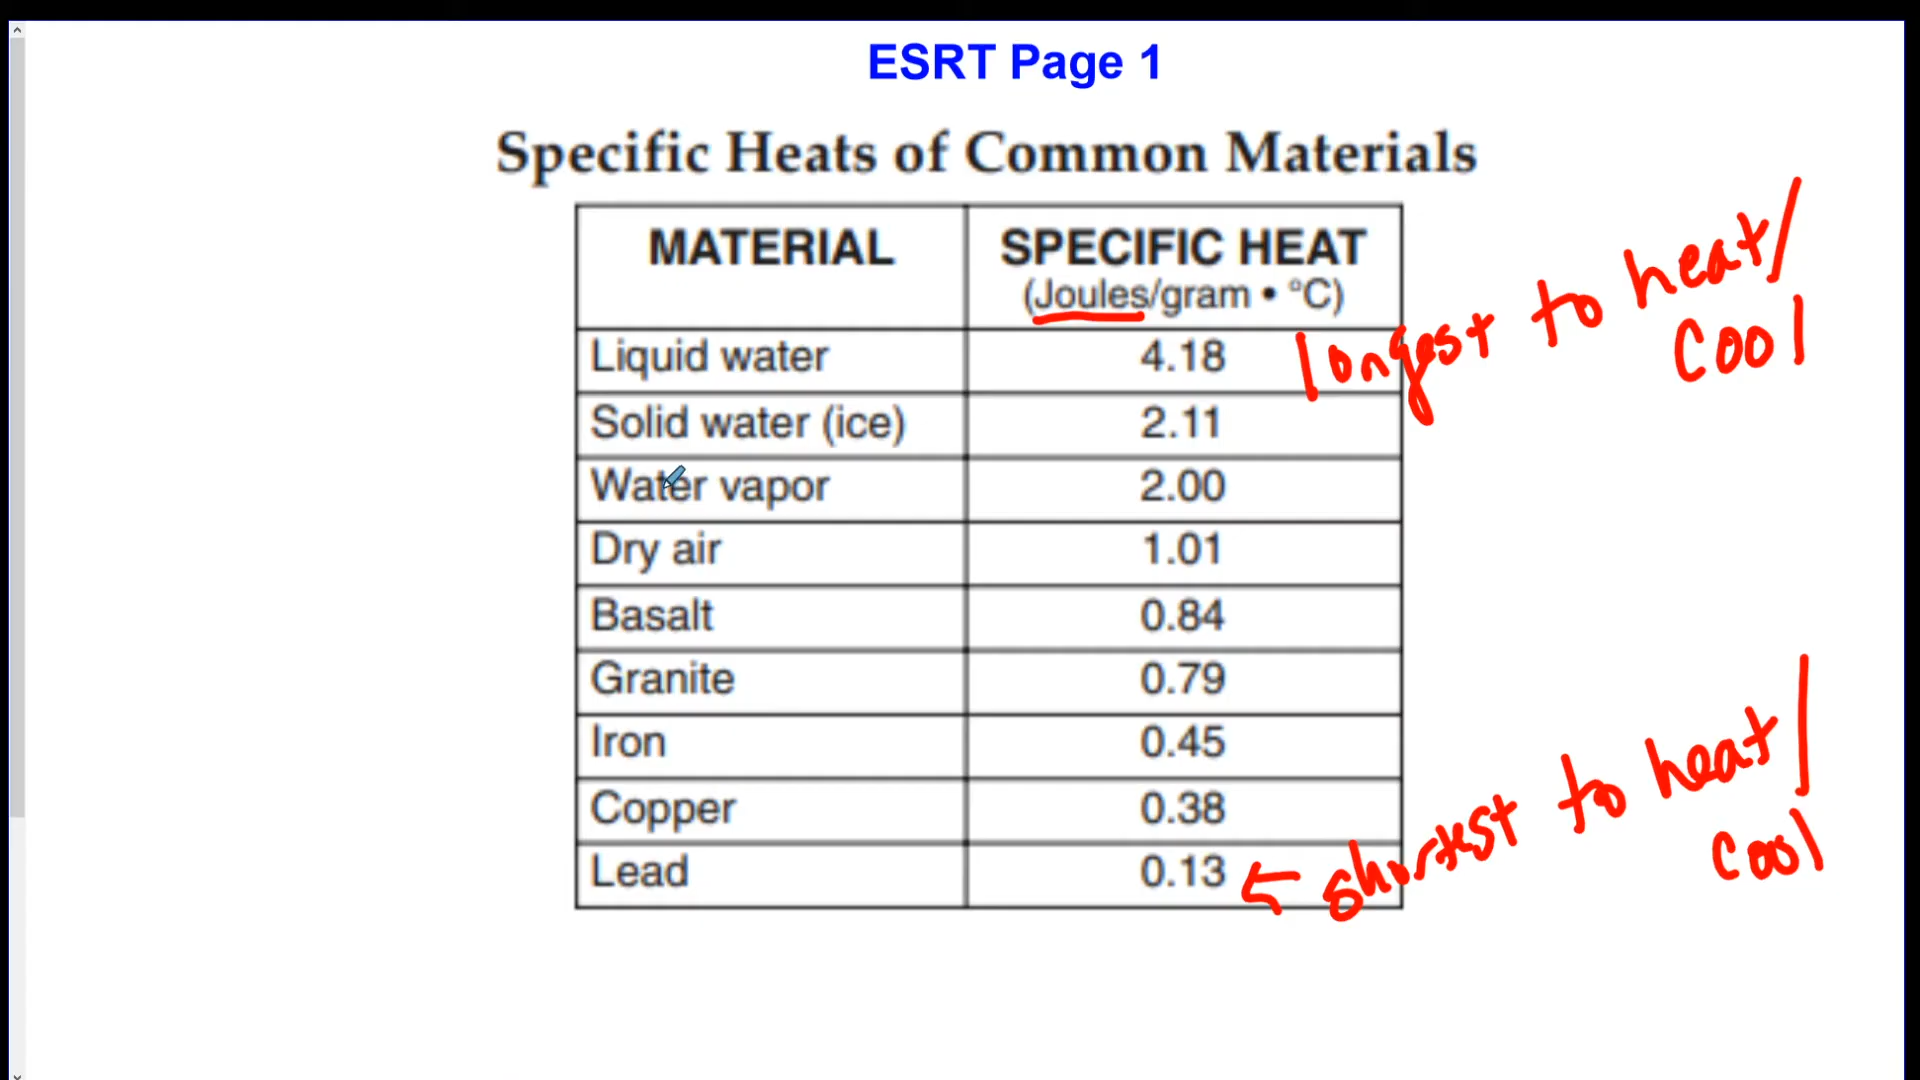 ESRT Page 1
Specific Heats of Common Materials
MATERIAL SPECIFIC HEAT
(Joules/gram • °C)
Liquid water 4.18
Solid water (ice) 2.11
Water vapor 2.00
Dry air 1.01
Basalt 0.84
Granite 0.79
Iron 0.45
Copper 0.38
Lead 0.13
longest to heat/
cool
shortest to heat/
cool